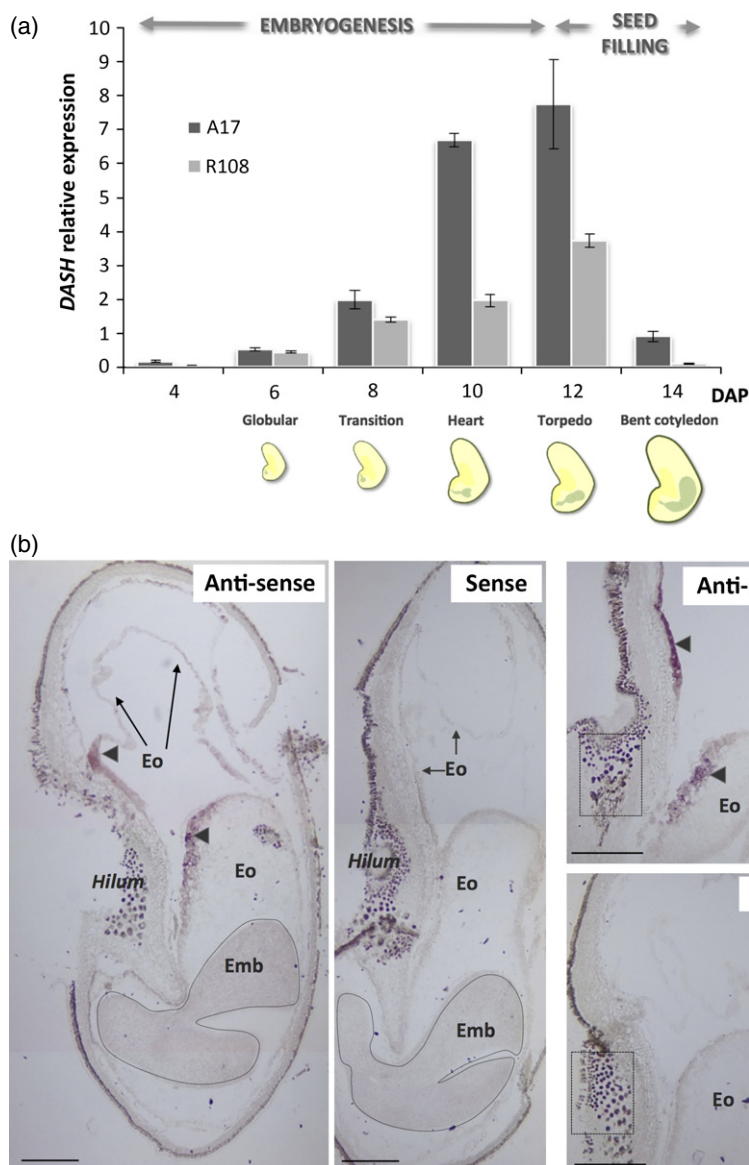 (a)
EMBRYOGENESIS
SEED
FILLING
10
9
8
7
6
5
4
3
2
1
0
DASH relative expression
A17
R108
4 6 8 10 12 14 DAP
Globular Transition Heart Torpedo Bent cotyledon
(b)
Anti-sense
Eo
Hilum
Eo
Emb
Sense
Eo
Hilum
Eo
Emb
Anti-
Eo
Eo